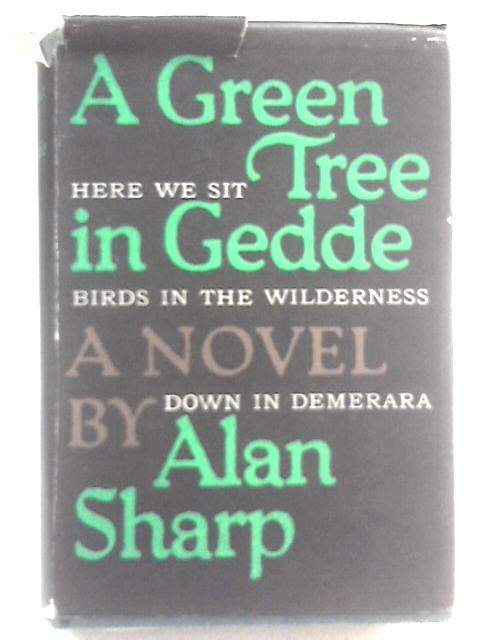 A Green
Tree
HERE WE SIT
in Gedde
BIRDS IN THE WILDERNESS
A NOVEL
DOWN IN DEMERARA
BY
Alan
Sharp